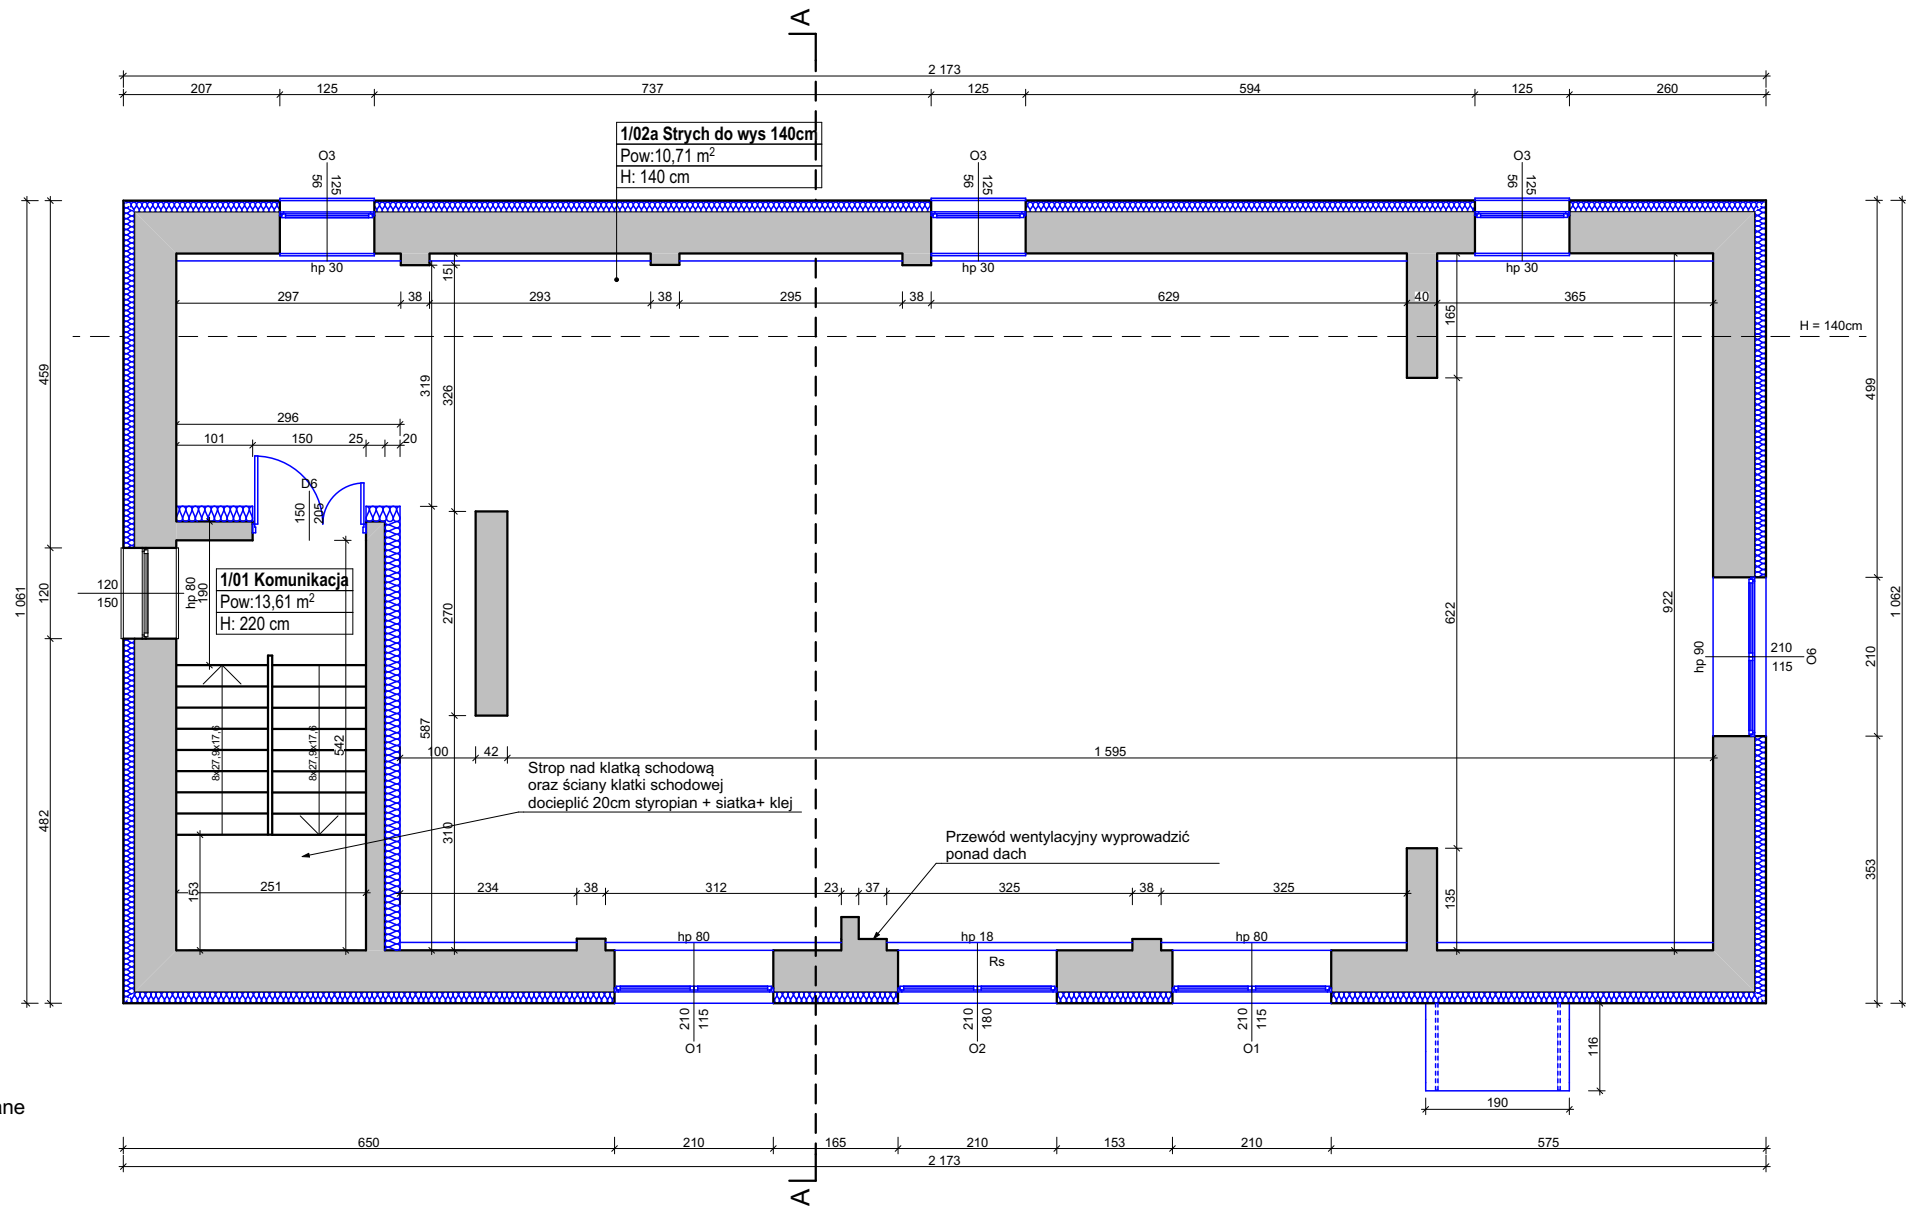 A
2 173
207 125 737 125 594 125 260
1/02a Strych do wys 140cm
Pow:10,71 m²
H: 140 cm
O3 O3 O3
56 125 56 125 56 125
hp 30 hp 30 hp 30
15
297 38 293 38 295 38 629 40 365
165
H = 140cm
459 319 326 499
296
101 150 25 20
D6
150 205
120
150
hp 80
190
1/01 Komunikacja
Pow:13,61 m²
H: 220 cm
1 061 120 270 622 922 1 062
hp 90
210
115
O6
210
8x27,9x17,6 8x27,9x17,6
542
587
100 42 1 595
Strop nad klatką schodową
oraz ściany klatki schodowej
docieplić 20cm styropian + siatka+ klej
482 310 353
Przewód wentylacyjny wyprowadzić
ponad dach
153 251 234 38 312 23 37 325 38 325 135
hp 80 hp 18 hp 80
Rs
210 115 210 180 210 115
O1 O2 O1
116
190
ane
650 210 165 210 153 210 575
2 173
A